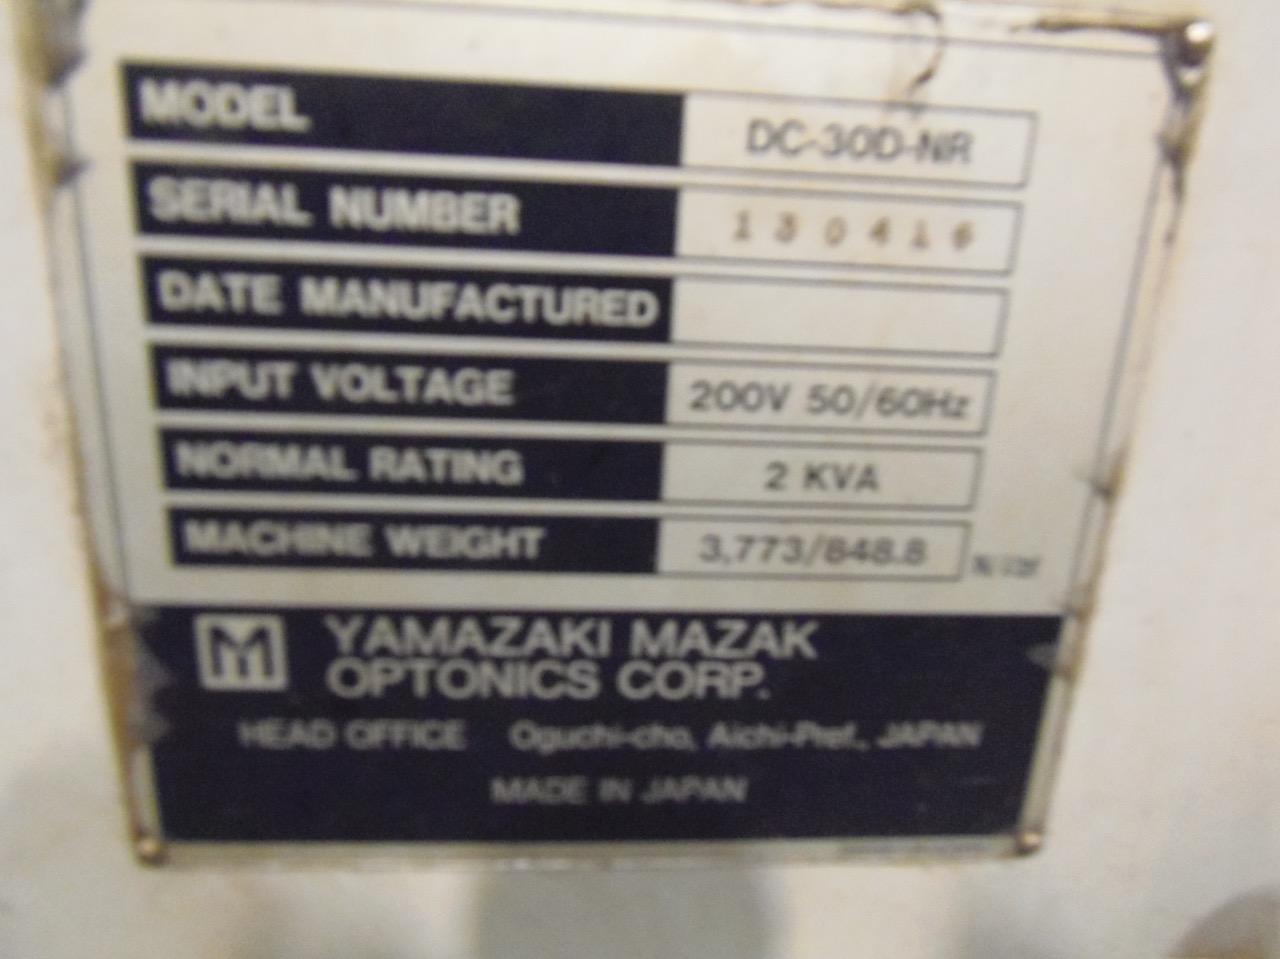 MODEL DC-30D-NR
SERIAL NUMBER 130416
DATE MANUFACTURED
INPUT VOLTAGE 200V 50/60Hz
NORMAL RATING 2 KVA
MACHINE WEIGHT 3,773/848.8 N/LBF
YAMAZAKI MAZAK
OPTONICS CORP.
HEAD OFFICE Oguchi-cho, Aichi-Pref., JAPAN
MADE IN JAPAN